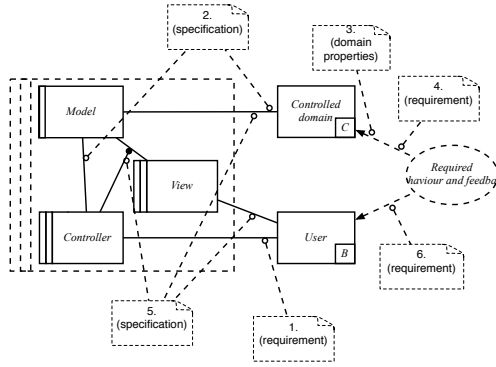 2.
(specification)
3.
(domain
properties)
4.
(requirement)
Model
Controlled
domain
C
Required
haviour and feedba
View
Controller
User
B
6.
(requirement)
5.
(specification)
1.
(requirement)